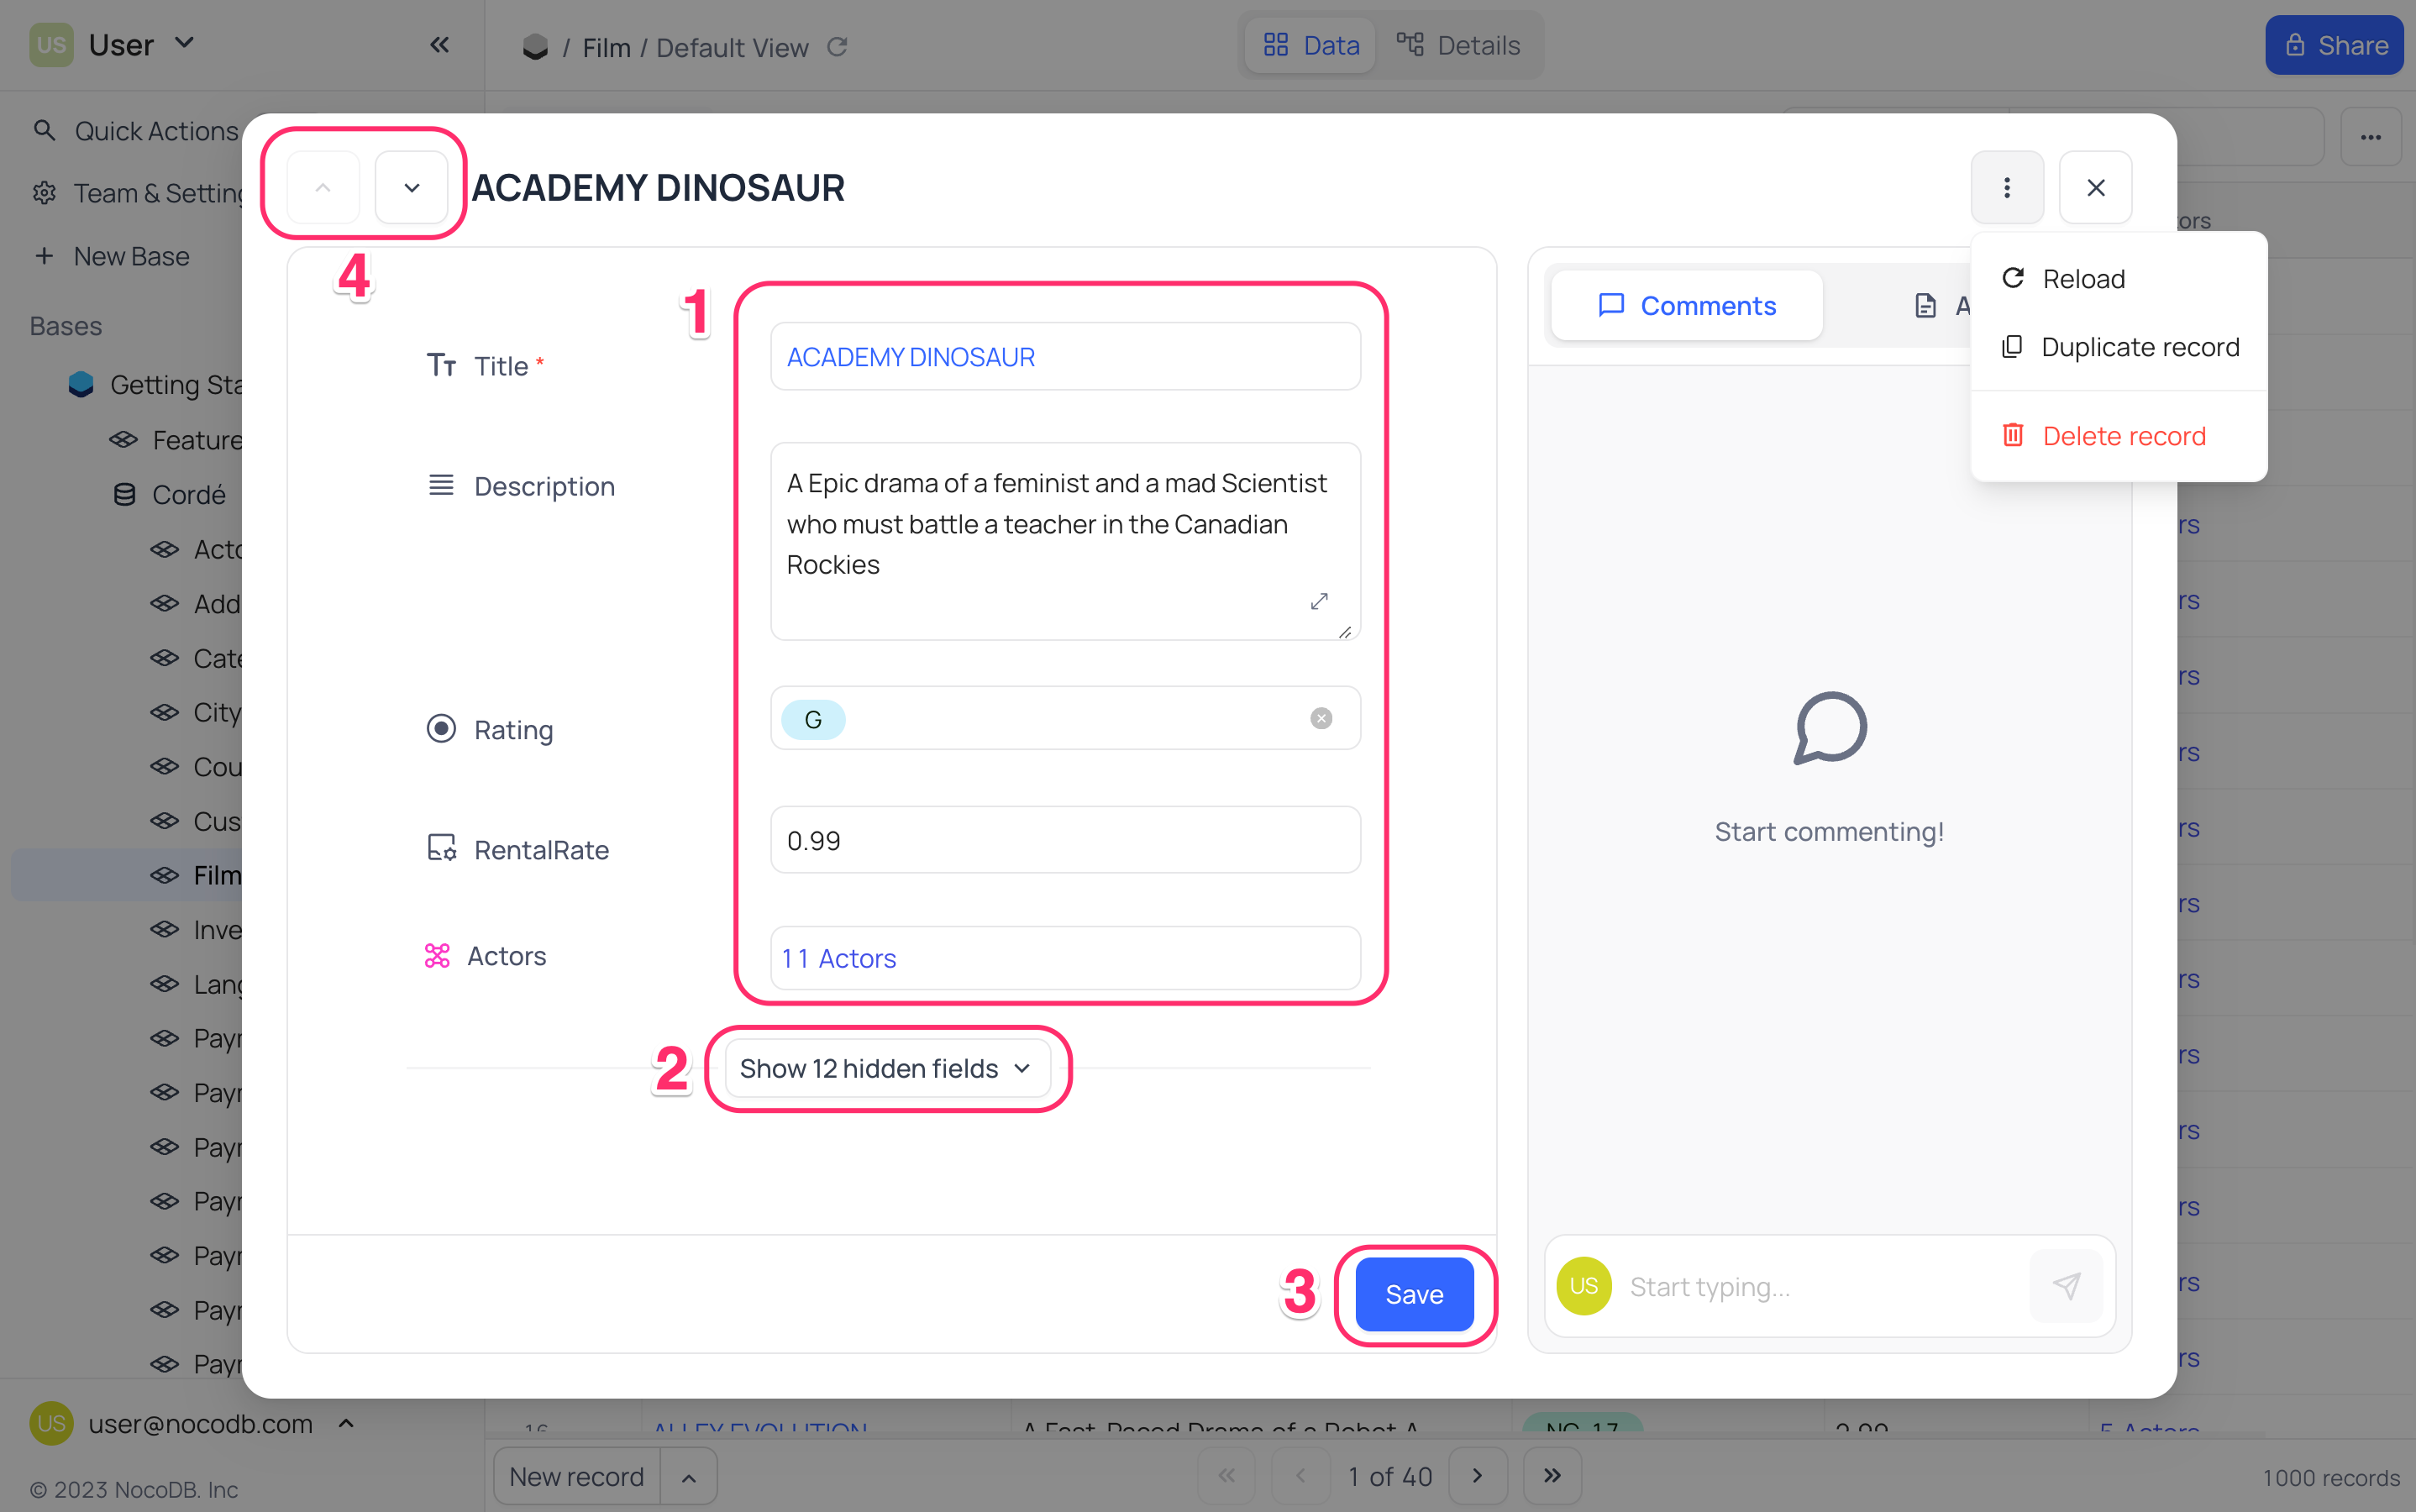 US User
/ Film / Default View
Data
Details
Share
Quick Actions
Team & Setting
New Base
Bases
Getting Sta
Feature
Cordé
Acto
Add
Cate
City
Cou
Cus
Film
Inve
Lang
Payr
Payr
Payr
Payr
Payr
Payr
Payr
US user@nocodb.com
© 2023 NocoDB. Inc
ACADEMY DINOSAUR
4
1
Title *
ACADEMY DINOSAUR
Description
A Epic drama of a feminist and a mad Scientist
who must battle a teacher in the Canadian
Rockies
Rating
G
RentalRate
0.99
Actors
11 Actors
2
Show 12 hidden fields
3
Save
Comments
A
Reload
Duplicate record
Delete record
Start commenting!
US Start typing...
ors
rs
rs
rs
rs
rs
rs
rs
rs
rs
rs
rs
rs
16 ALLEY EVOLUTION A Fast-Paced Drama of a Robot A NC-17 2.99 5 Actors
New record
1 of 40
1000 records